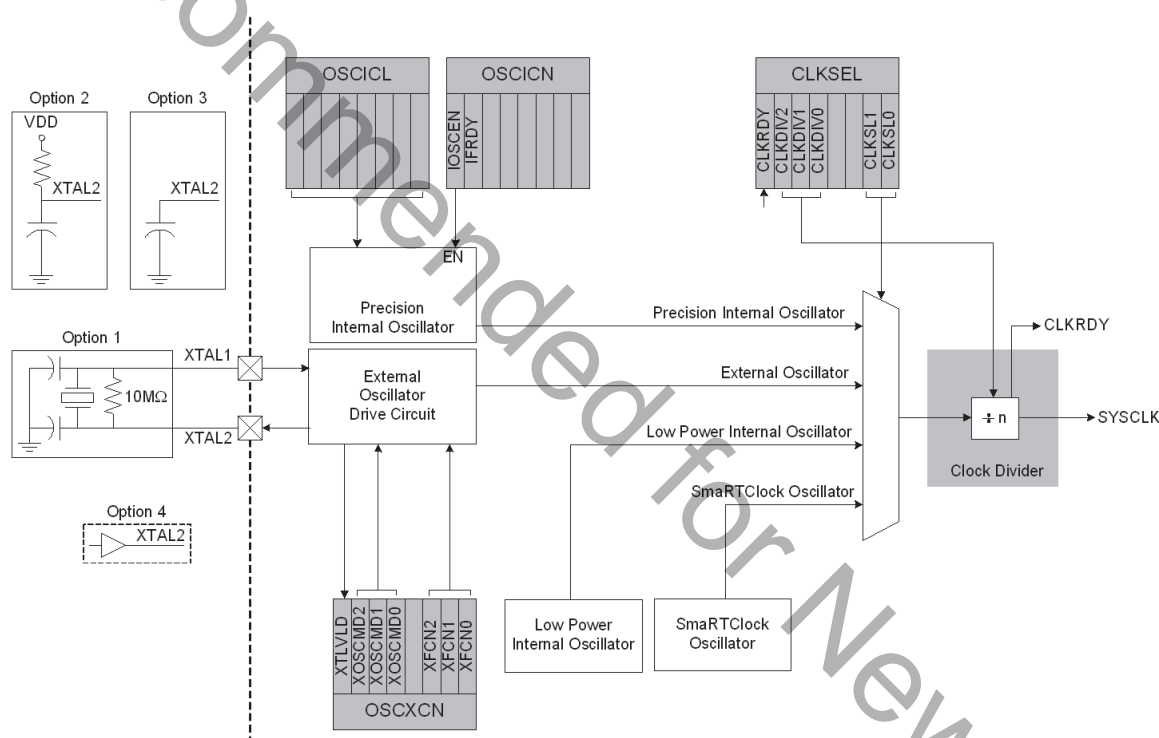 ommended for New
OSCICL
OSCICN
CLKSEL
IOSCEN
IFRDY
CLKRDY
CLKDIV2
CLKDIV1
CLKDIV0
CLKSL1
CLKSL0
Option 2
VDD
XTAL2
Option 3
XTAL2
EN
Precision
Internal Oscillator
Precision Internal Oscillator
External Oscillator
Low Power Internal Oscillator
SmaRTClock Oscillator
CLKRDY
÷ n
SYSCLK
Clock Divider
Option 1
XTAL1
10MΩ
XTAL2
External
Oscillator
Drive Circuit
Option 4
XTAL2
XTLVLD
XOSCMD2
XOSCMD1
XOSCMD0
XFCN2
XFCN1
XFCN0
OSCXCN
Low Power
Internal Oscillator
SmaRTClock
Oscillator